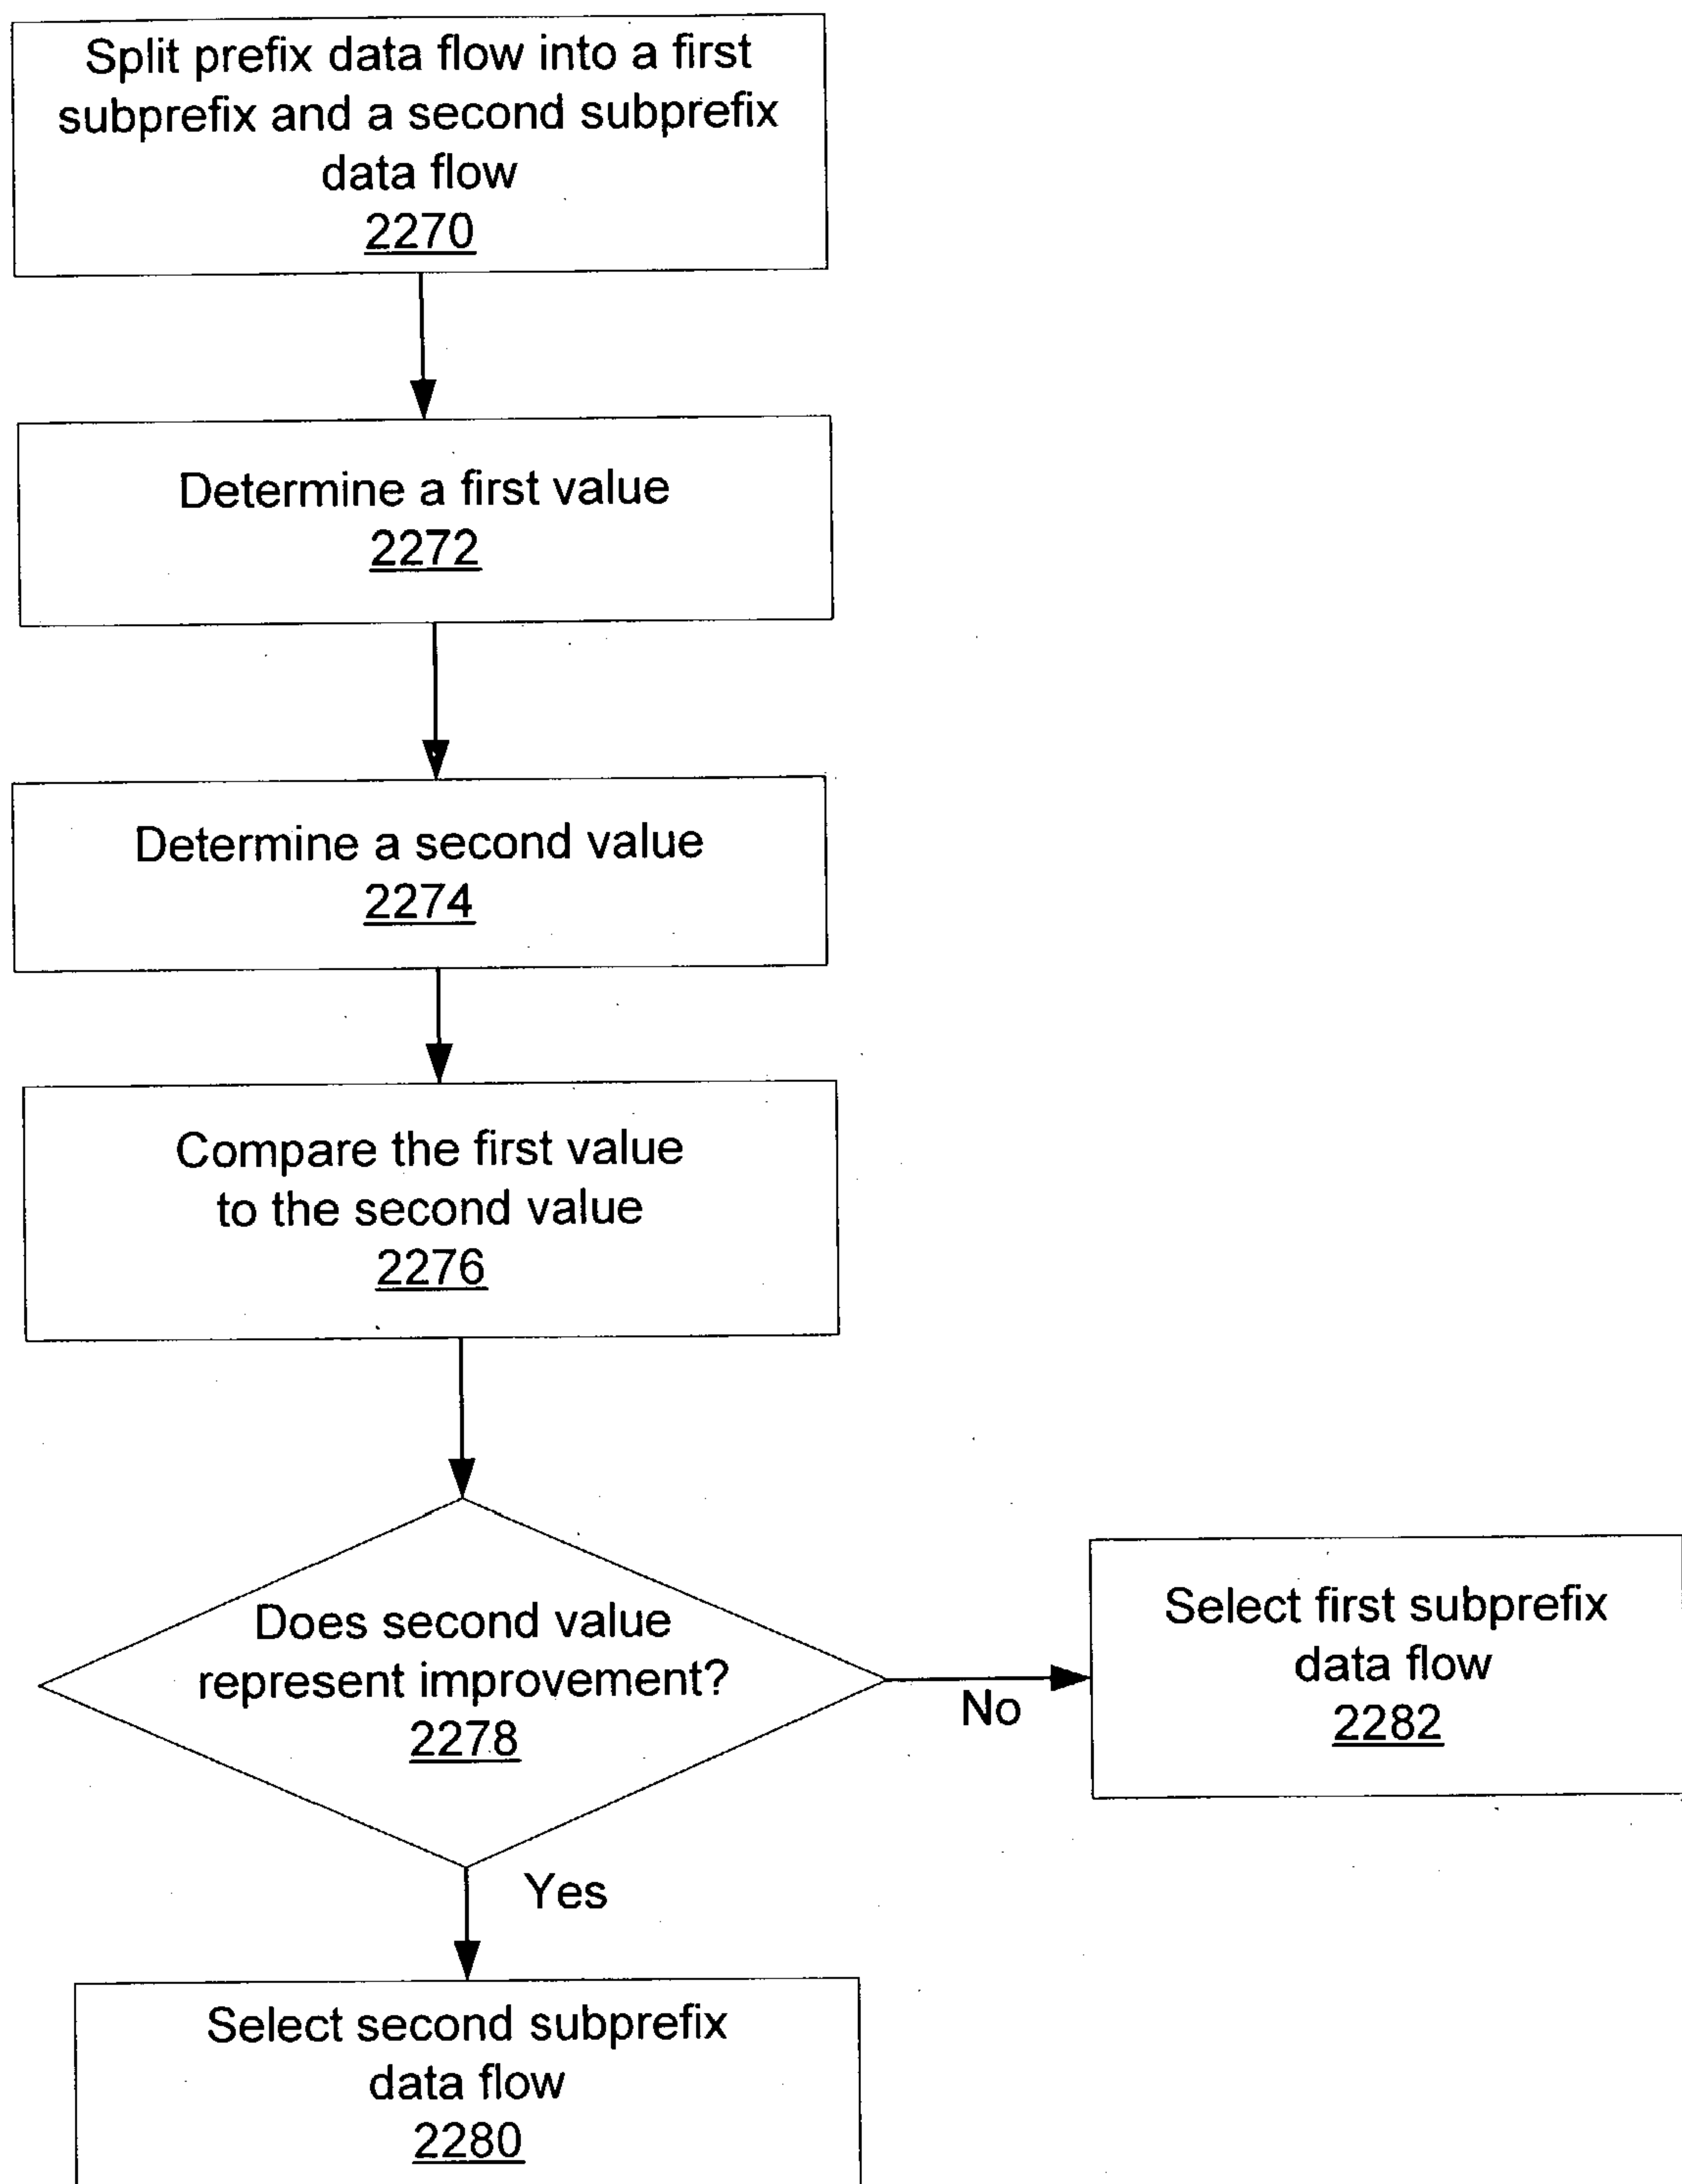 Split prefix data flow into a first
subprefix and a second subprefix
data flow
2270
Determine a first value
2272
Determine a second value
2274
Compare the first value
to the second value
2276
Does second value
represent improvement?
2278
No
Select first subprefix
data flow
2282
Yes
Select second subprefix
data flow
2280